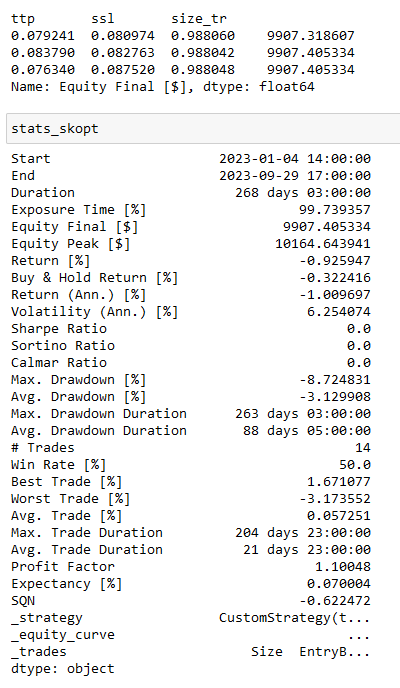 ttp      ssl       size_tr
0.079241  0.080974  0.988060    9907.318607
0.083790  0.082763  0.988042    9907.405334
0.076340  0.087520  0.988048    9907.405334
Name: Equity Final [$], dtype: float64
stats_skopt
Start                     2023-01-04 14:00:00
End                       2023-09-29 17:00:00
Duration                    268 days 03:00:00
Exposure Time [%]                   99.739357
Equity Final [$]                  9907.405334
Equity Peak [$]                  10164.643941
Return [%]                          -0.925947
Buy & Hold Return [%]               -0.322416
Return (Ann.) [%]                   -1.009697
Volatility (Ann.) [%]                6.254074
Sharpe Ratio                              0.0
Sortino Ratio                             0.0
Calmar Ratio                              0.0
Max. Drawdown [%]                   -8.724831
Avg. Drawdown [%]                   -3.129908
Max. Drawdown Duration      263 days 03:00:00
Avg. Drawdown Duration       88 days 05:00:00
# Trades                                   14
Win Rate [%]                             50.0
Best Trade [%]                       1.671077
Worst Trade [%]                     -3.173552
Avg. Trade [%]                       0.057251
Max. Trade Duration         204 days 23:00:00
Avg. Trade Duration          21 days 23:00:00
Profit Factor                         1.10048
Expectancy [%]                       0.070004
SQN                                 -0.622472
_strategy                 CustomStrategy(t...
_equity_curve                             ...
_trades                       Size  EntryB...
dtype: object